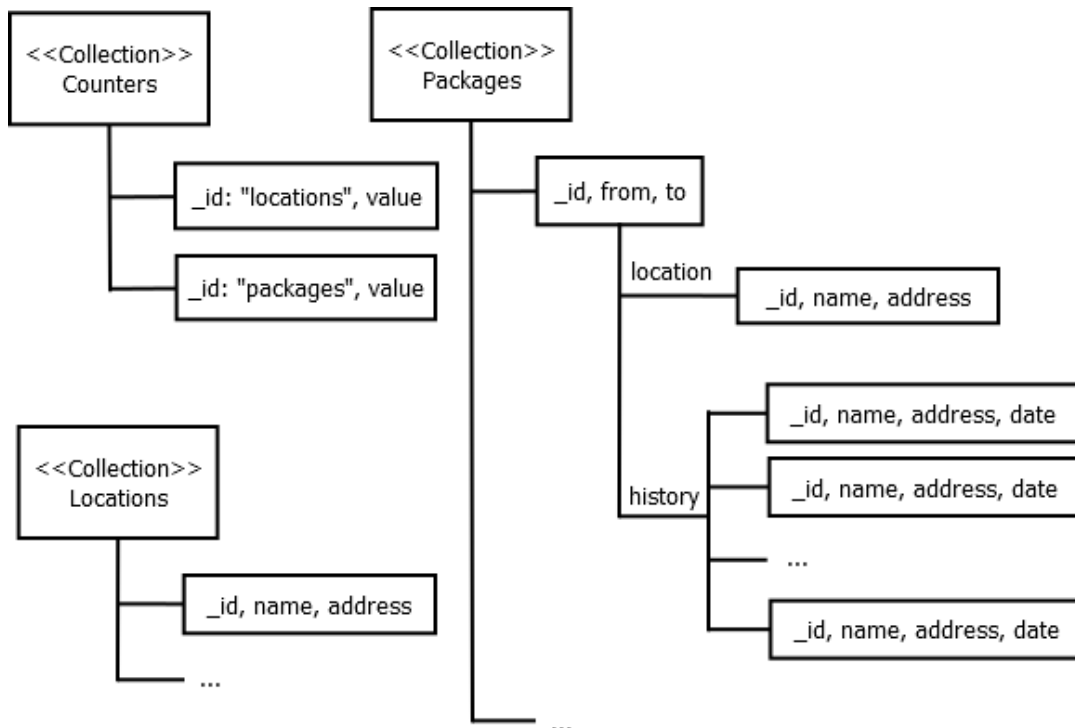 <<Collection>>
Counters
_id: "locations", value
_id: "packages", value
<<Collection>>
Locations
_id, name, address
...
<<Collection>>
Packages
_id, from, to
location
_id, name, address
history
_id, name, address, date
_id, name, address, date
...
_id, name, address, date
...